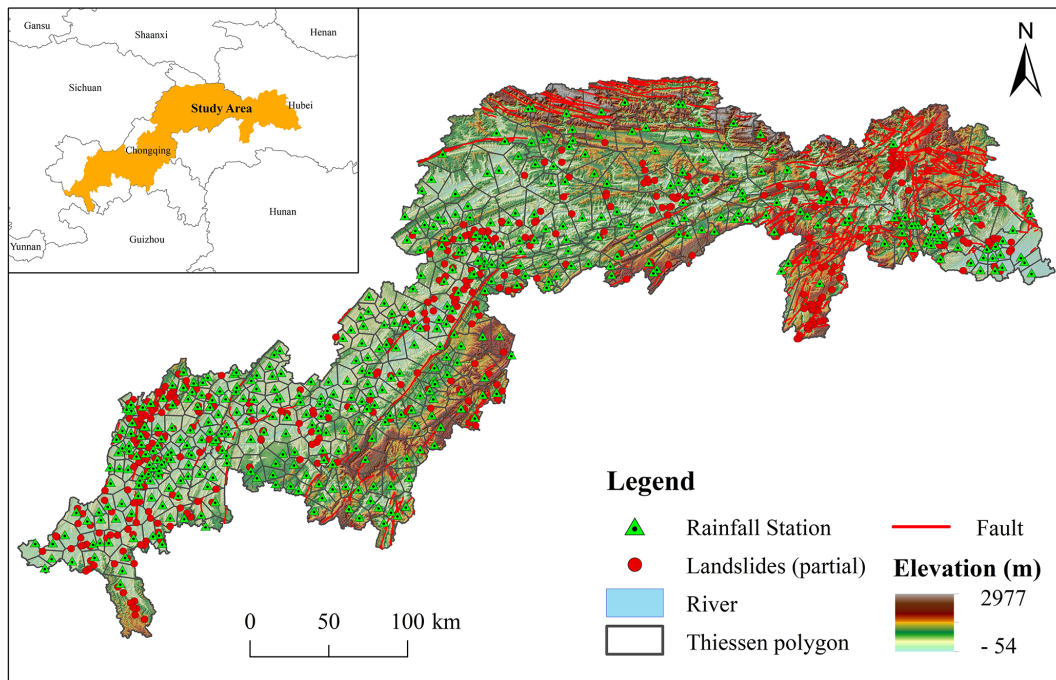 Gansu
Shaanxi
Henan
Sichuan
Study Area
Hubei
Chongqing
Hunan
Guizhou
Yunnan
N
Legend
Rainfall Station
Fault
Landslides (partial)
Elevation (m)
River
2977
Thiessen polygon
- 54
0 50 100 km